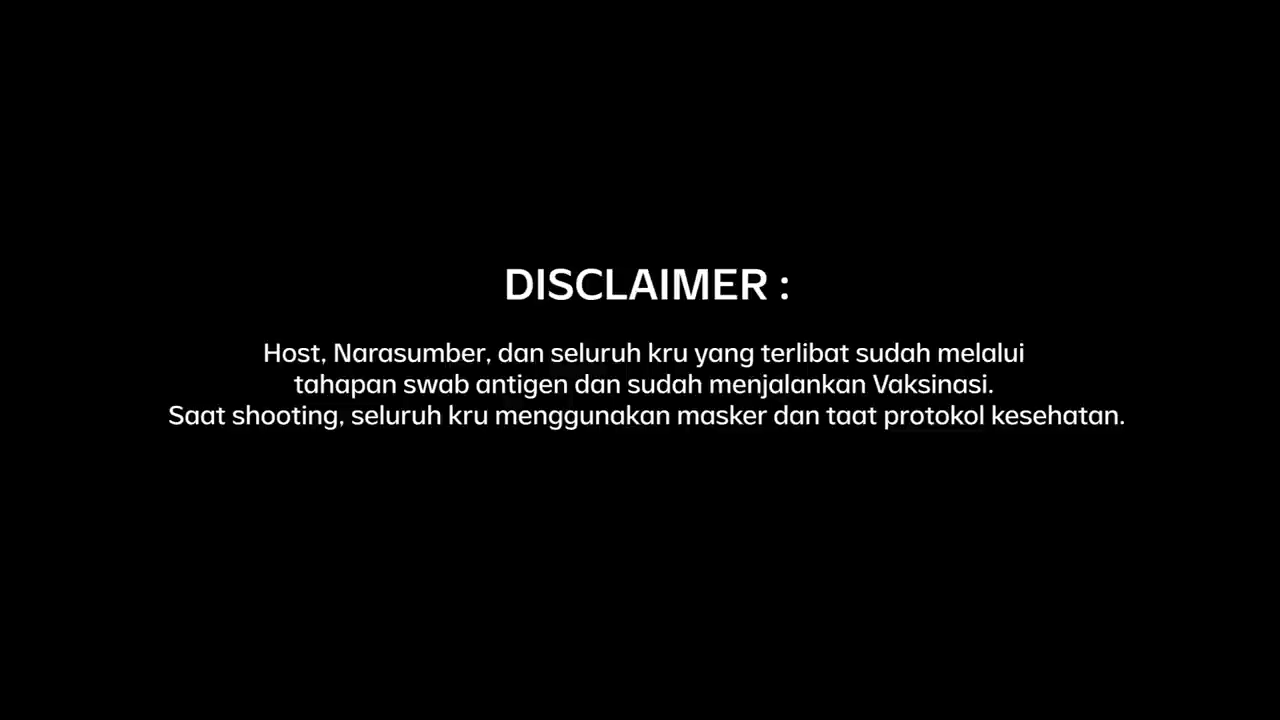 DISCLAIMER :
Host, Narasumber, dan seluruh kru yang terlibat sudah melalui
tahapan swab antigen dan sudah menjalankan Vaksinasi.
Saat shooting, seluruh kru menggunakan masker dan taat protokol kesehatan.